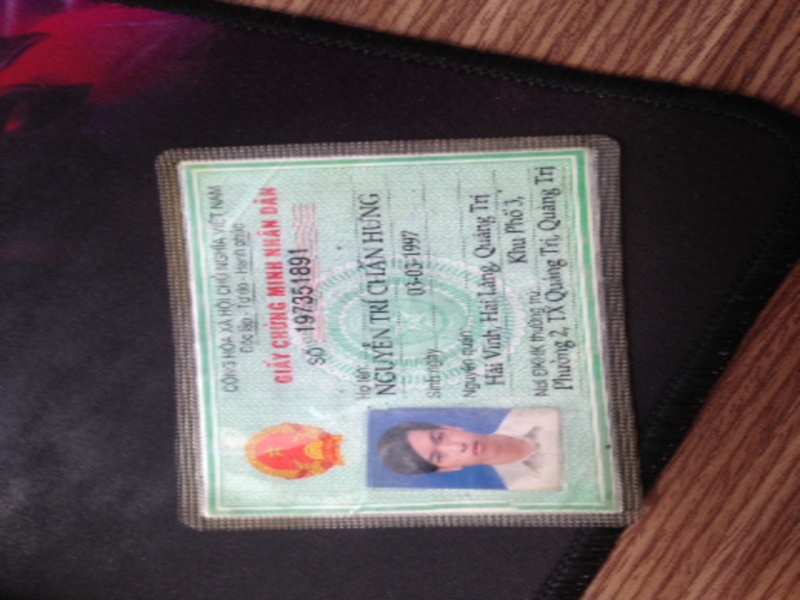 CỘNG HÒA XÃ HỘI CHỦ NGHĨA VIỆT NAM
Độc lập - Tự do - Hạnh phúc
GIẤY CHỨNG MINH NHÂN DÂN
SỐ 197351891
Họ tên: NGUYỄN TRÍ CHẤN HƯNG
Sinh ngày 03-03-1997
Nguyên quán
Hải Vĩnh, Hải Lăng, Quảng Trị
Nơi ĐKHK thường trú Khu Phố 3,
Phường 2, TX Quảng Trị, Quảng Trị